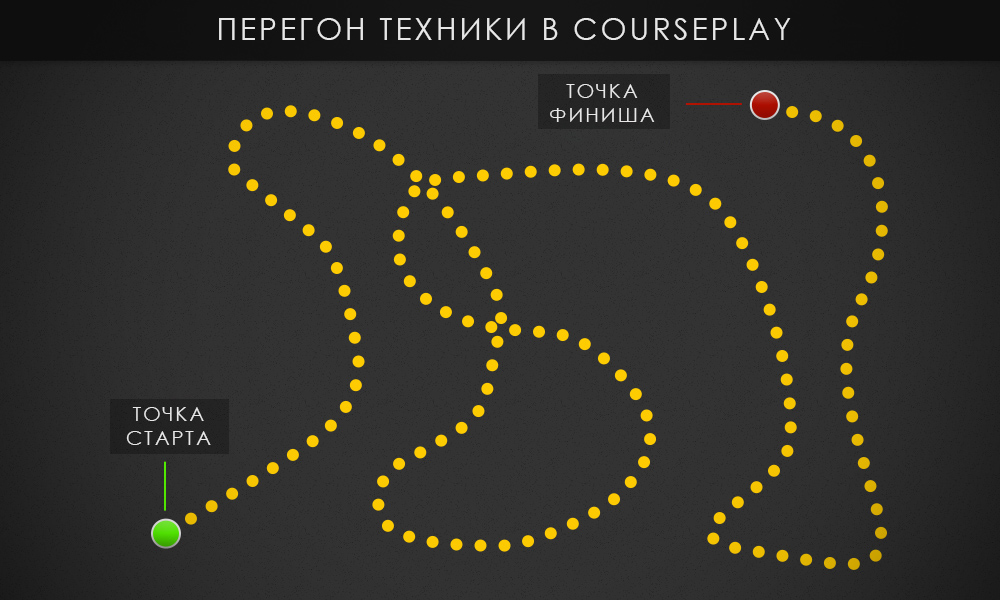 ПЕРЕГОН ТЕХНИКИ В COURSEPLAY
ТОЧКА
ФИНИША
ТОЧКА
СТАРТА